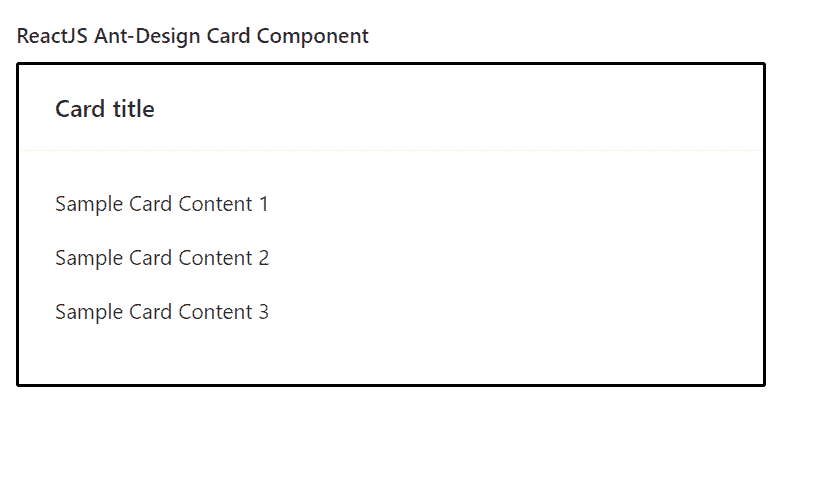 ReactJS Ant-Design Card Component
Card title
Sample Card Content 1
Sample Card Content 2
Sample Card Content 3